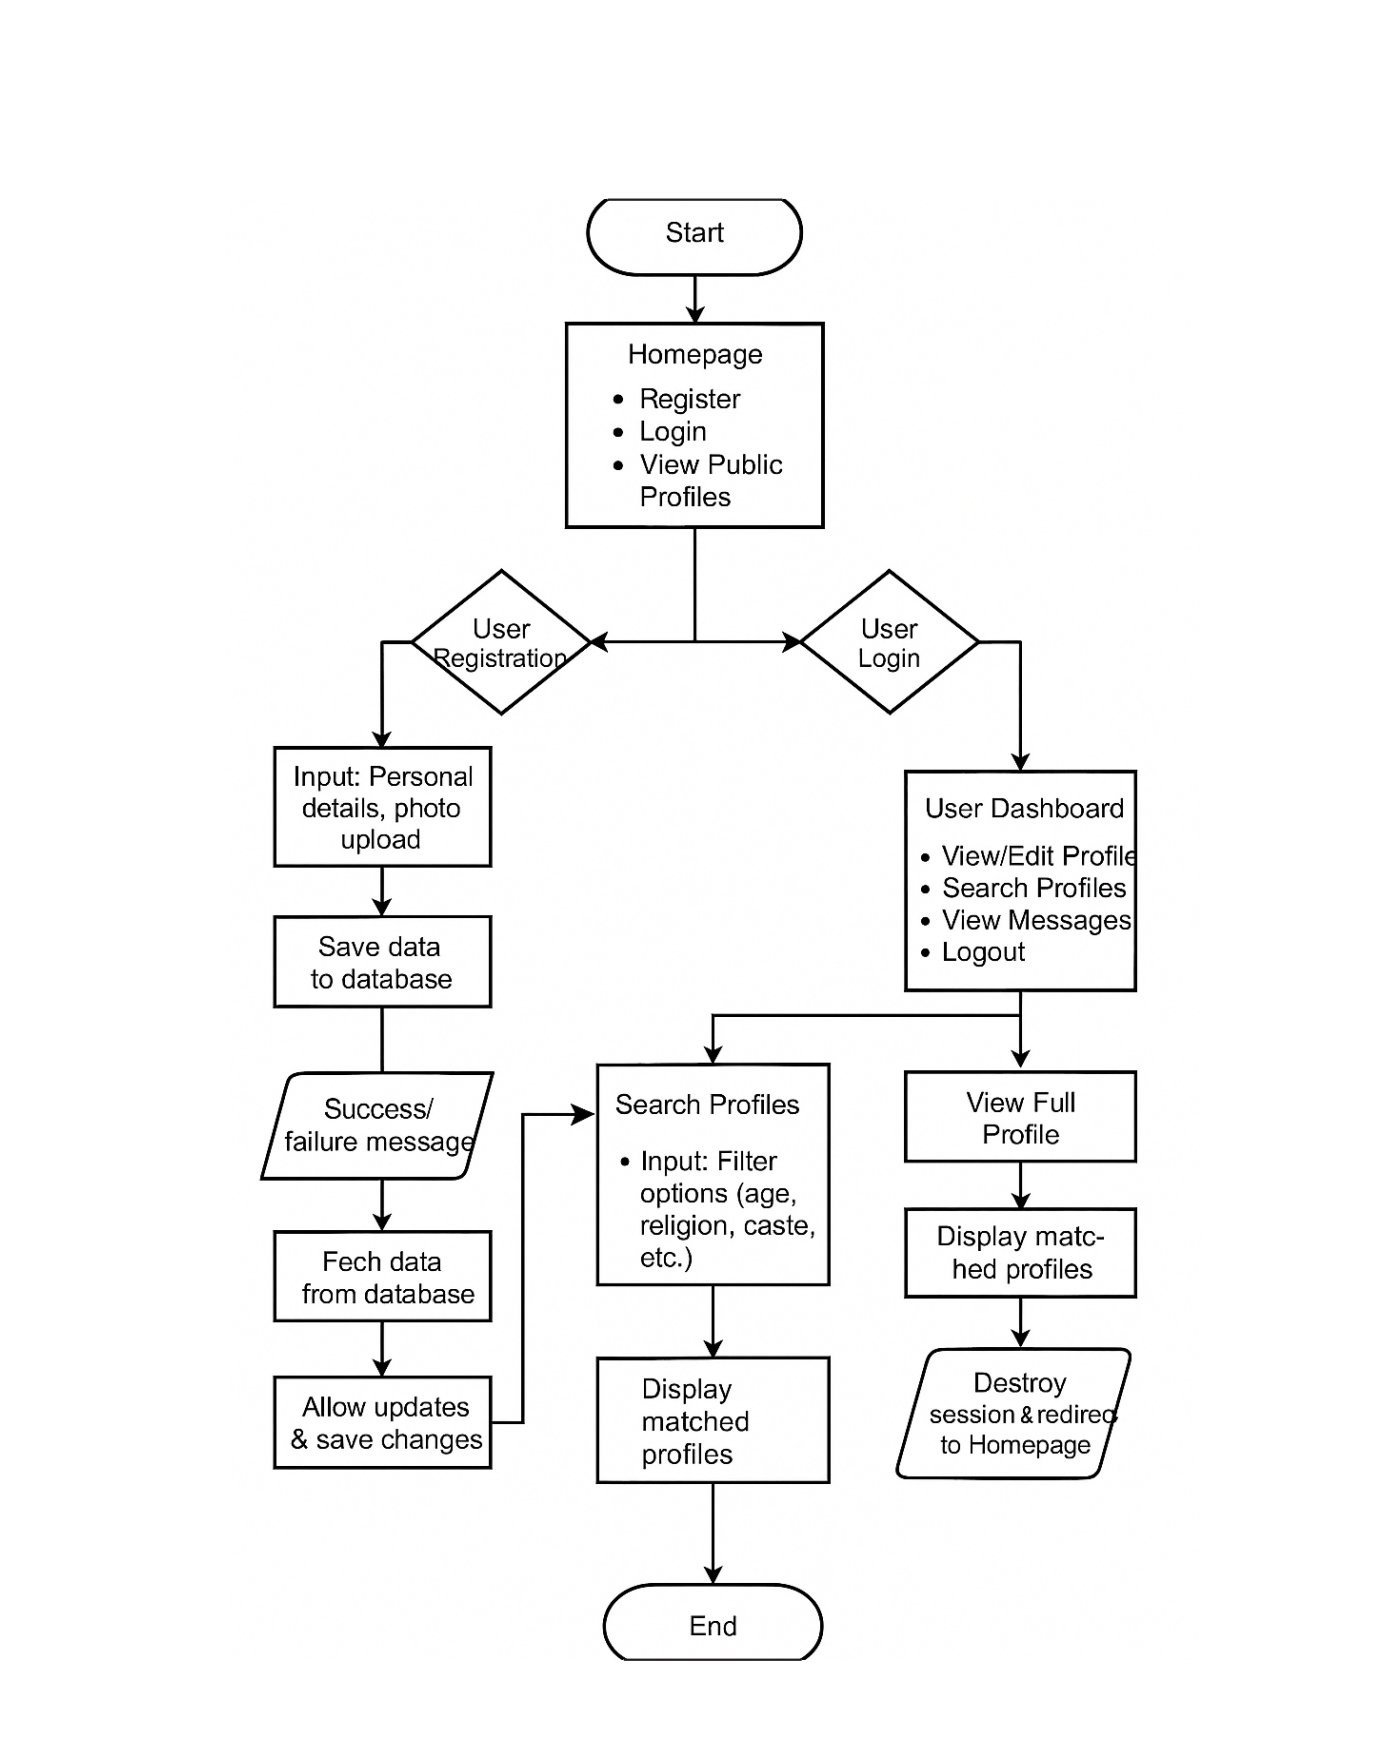 Start
Homepage
• Register
• Login
• View Public
Profiles
User
Registration
User
Login
Input: Personal
details, photo
upload
Save data
to database
Success/
failure message
Fech data
from database
Allow updates
& save changes
User Dashboard
• View/Edit Profile
• Search Profiles
• View Messages
• Logout
Search Profiles
• Input: Filter
options (age,
religion, caste,
etc.)
Display
matched
profiles
View Full
Profile
Display matc-
hed profiles
Destroy
session & redirec
to Homepage
End